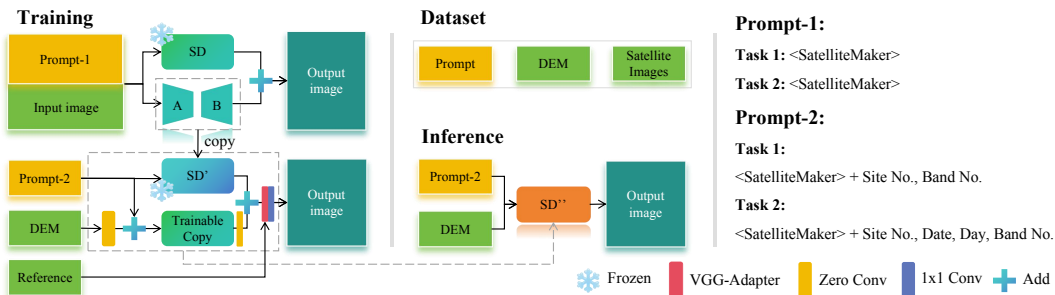 Training
Prompt-1
Input image
SD
A
B
Output
image
copy
Prompt-2
DEM
Reference
SD'
Trainable
Copy
Output
image
Dataset
Prompt
DEM
Satellite
Images
Inference
Prompt-2
DEM
SD''
Output
image
Prompt-1:
Task 1: <SatelliteMaker>
Task 2: <SatelliteMaker>
Prompt-2:
Task 1
<SatelliteMaker> + Site No., Band No.
Task 2
<SatelliteMaker> + Site No., Date, Day, Band No.
Frozen
VGG-Adapter
Zero Conv
1x1 Conv
Add